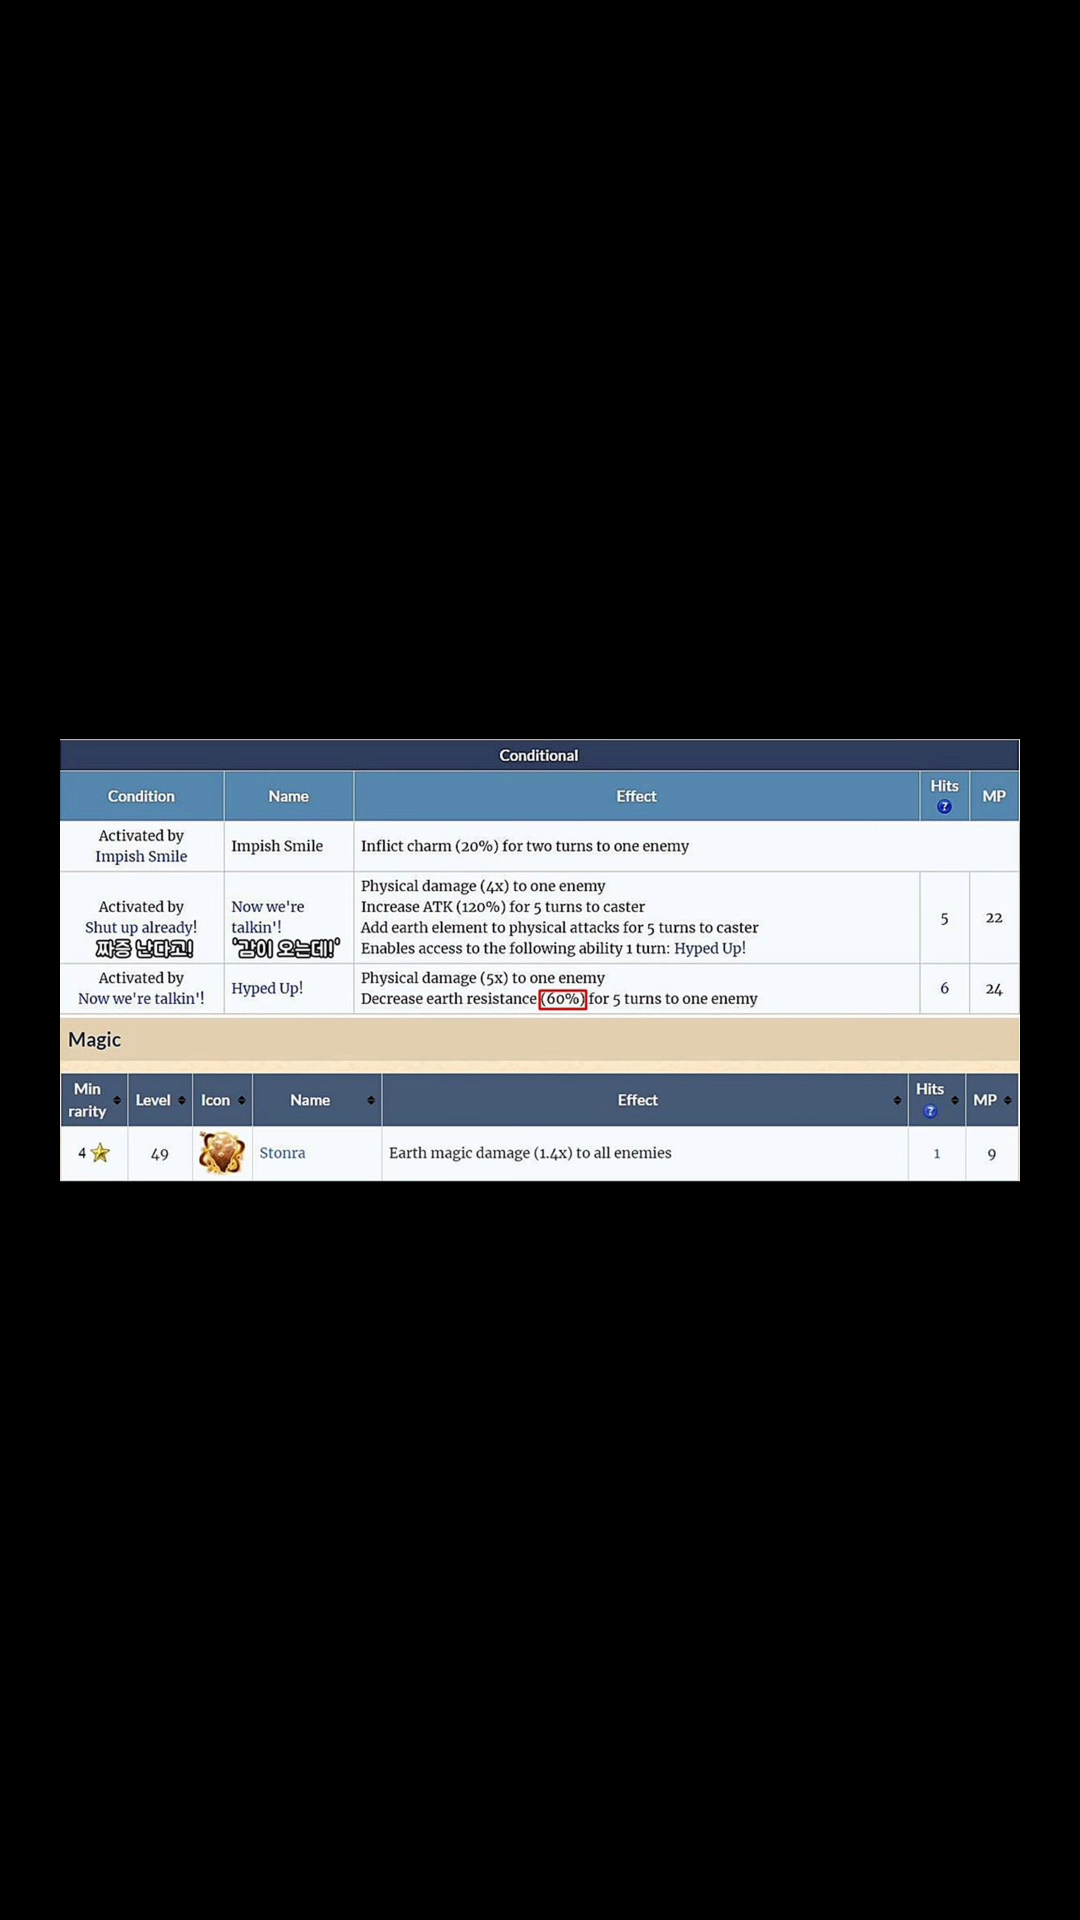 Conditional
Condition Name Effect Hits ? MP
Activated by
Impish Smile
Impish Smile
Inflict charm (20%) for two turns to one enemy
Activated by
Shut up already!
짜증 난다고!
Now we're
talkin'!
'감이 오는데!'
Physical damage (4x) to one enemy
Increase ATK (120%) for 5 turns to caster
Add earth element to physical attacks for 5 turns to caster
Enables access to the following ability 1 turn: Hyped Up!
5
22
Activated by
Now we're talkin'!
Hyped Up!
Physical damage (5x) to one enemy
Decrease earth resistance (60%) for 5 turns to one enemy
6
24
Magic
Min
rarity
Level Icon Name Effect Hits ? MP
4 49 Stonra Earth magic damage (1.4x) to all enemies 1 9